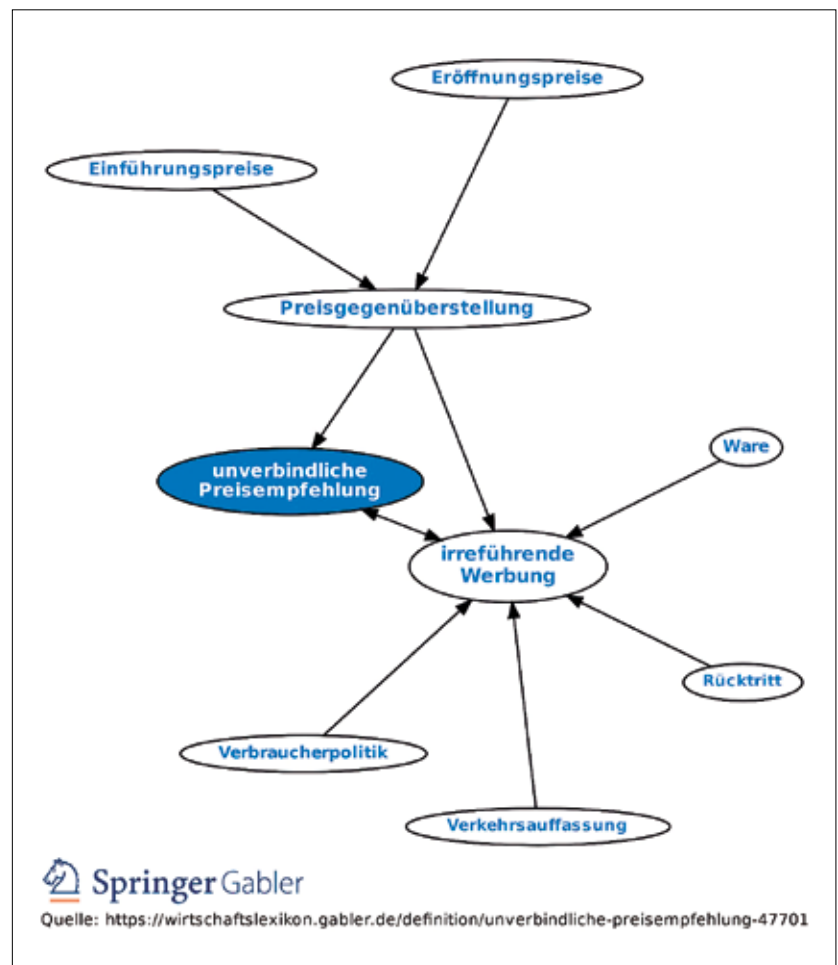 Eröffnungspreise
Einführungspreise
Preisgegenüberstellung
Ware
unverbindliche
Preisempfehlung
irreführende
Werbung
Rücktritt
Verbraucherpolitik
Verkehrsauffassung
Springer Gabler
Quelle: https://wirtschaftslexikon.gabler.de/definition/unverbindliche-preisempfehlung-47701